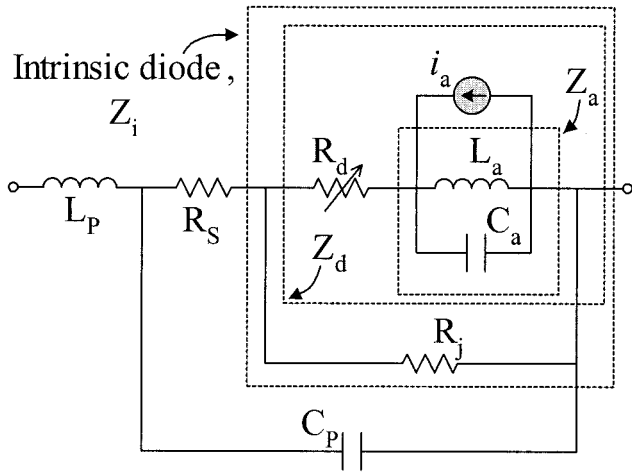 Intrinsic diode,
Z_i
i_a
Z_a
R_d
L_a
L_P
R_S
C_a
Z_d
R_j
C_P